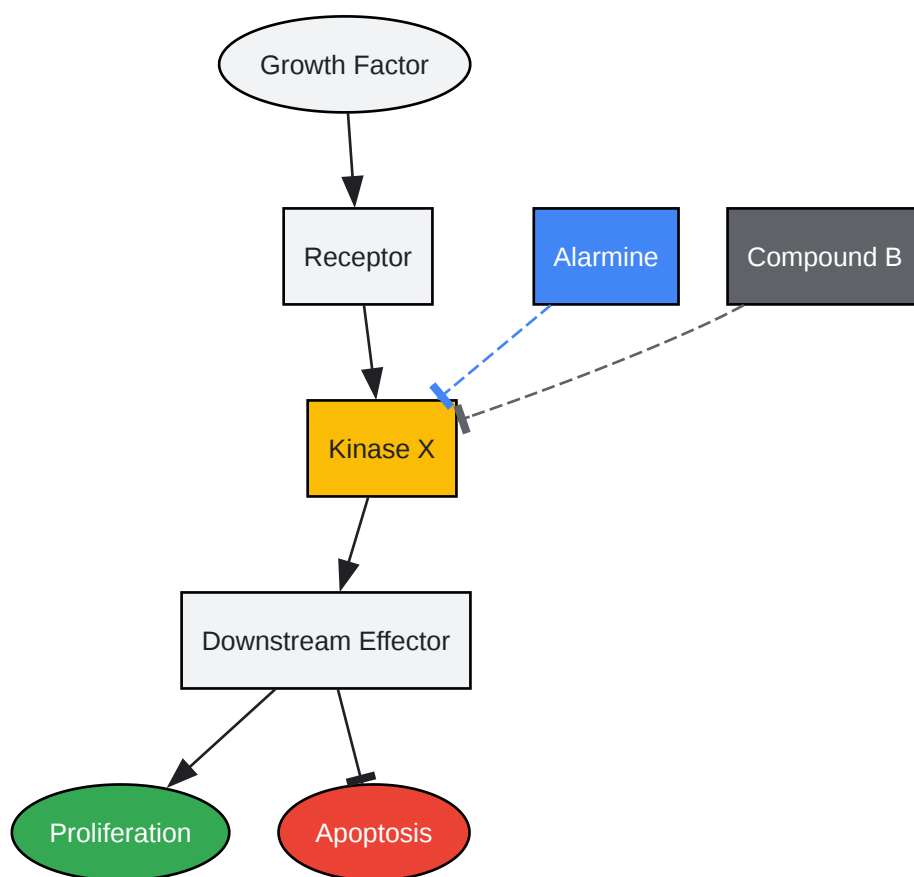 Growth Factor
Receptor
Alarmine
Compound B
Kinase X
Downstream Effector
Proliferation
Apoptosis